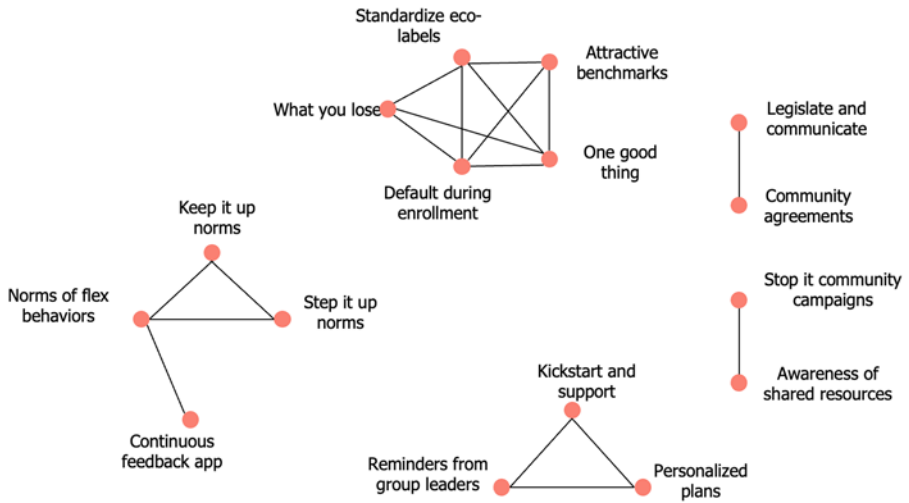 Standardize eco-
labels
Attractive
benchmarks
What you lose
Legislate and
communicate
One good
thing
Default during
enrollment
Community
agreements
Keep it up
norms
Norms of flex
behaviors
Step it up
norms
Stop it community
campaigns
Kickstart and
support
Awareness of
shared resources
Continuous
feedback app
Reminders from
group leaders
Personalized
plans